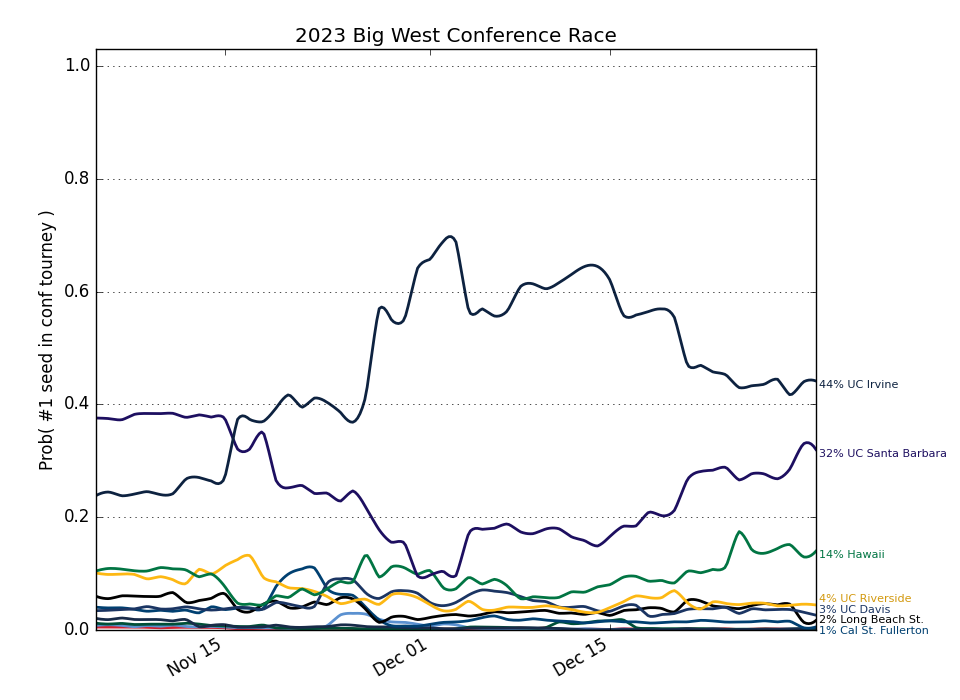 2023 Big West Conference Race
Prob( #1 seed in conf tourney )
1.0
0.8
0.6
0.4
0.2
0.0
Nov 15
Dec 01
Dec 15
44% UC Irvine
32% UC Santa Barbara
14% Hawaii
4% UC Riverside
3% UC Davis
2% Long Beach St.
1% Cal St. Fullerton